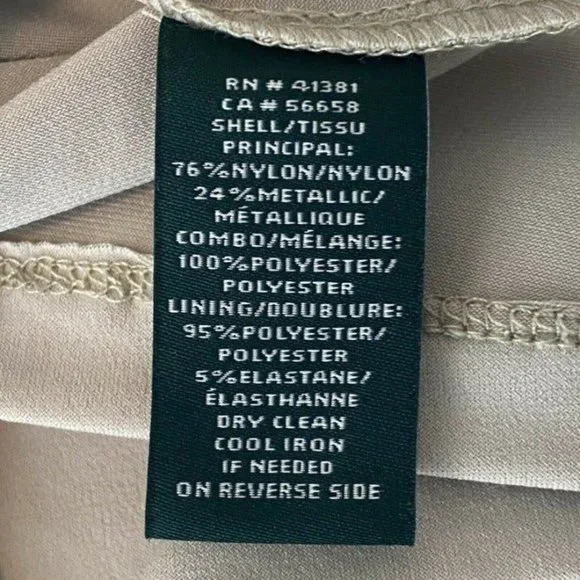 RN # 41381
CA # 56658
SHELL/TISSU
PRINCIPAL:
76%NYLON/NYLON
24%METALLIC/
MÉTALLIQUE
COMBO/MÉLANGE:
100%POLYESTER/
POLYESTER
LINING/DOUBLURE:
95%POLYESTER/
POLYESTER
5%ELASTANE/
ÉLASTHANNE
DRY CLEAN
COOL IRON
IF NEEDED
ON REVERSE SIDE